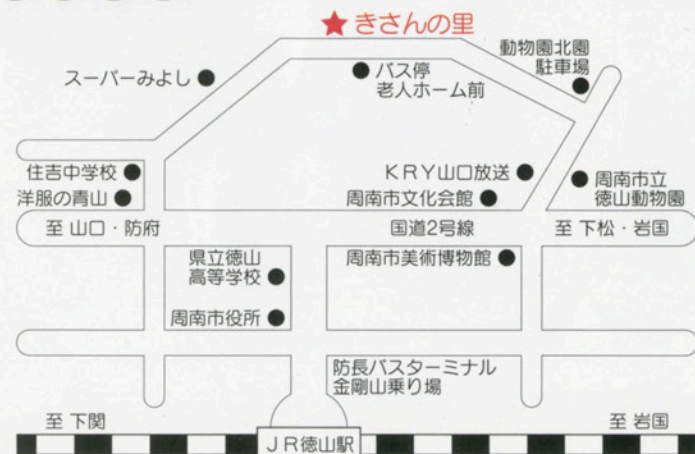 ★ きさんの里
動物園北園
駐車場
スーパーみよし
バス停
老人ホーム前
住吉中学校
洋服の青山
KRY山口放送
周南市文化会館
周南市立
徳山動物園
至 山口・防府
国道2号線
至 下松・岩国
県立徳山
高等学校
周南市美術博物館
周南市役所
防長バスターミナル
金剛山乗り場
至 下関
至 岩国
JR徳山駅